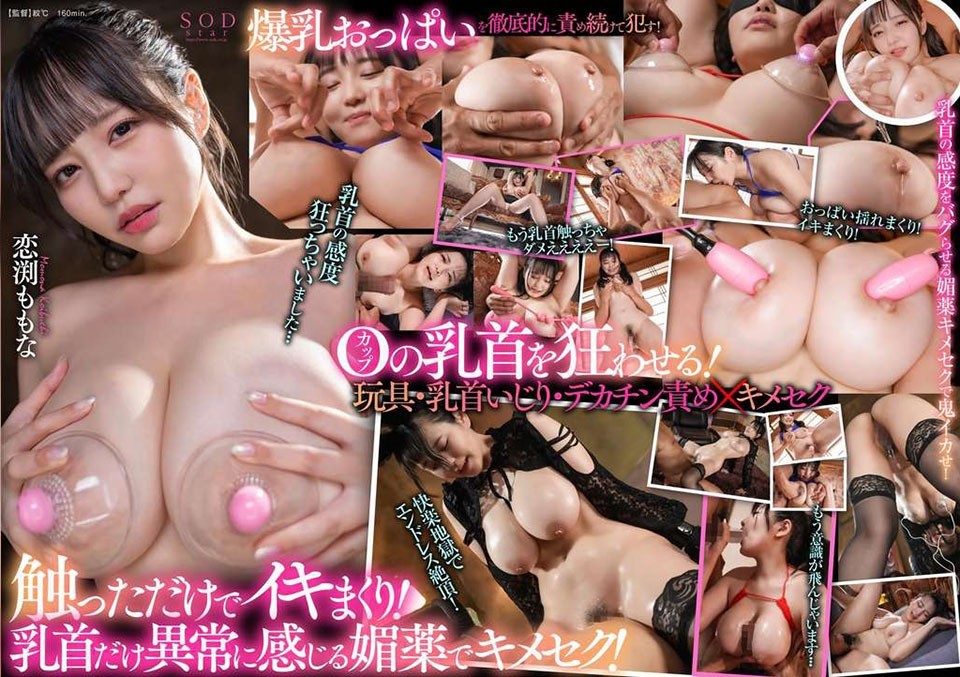 【監督】紋℃ 160min.
SOD
star
爆乳おっぱいを徹底的に責め続けて犯す!
恋渕ももな
乳首の感度
狂っちゃいました…
もう乳首触っちゃ
ダメええええー!
おっぱい揺れまくり!
イキまくり!
乳首の感度をバグらせる媚薬キメセクで鬼イカせ!
Oカップの乳首を狂わせる!
玩具・乳首いじり・デカチン責め×キメセク
快楽地獄で
エンドレス絶頂!
もう意識が飛んじゃいます…
触っただけでイキまくり!
乳首だけ異常に感じる媚薬でキメセク!